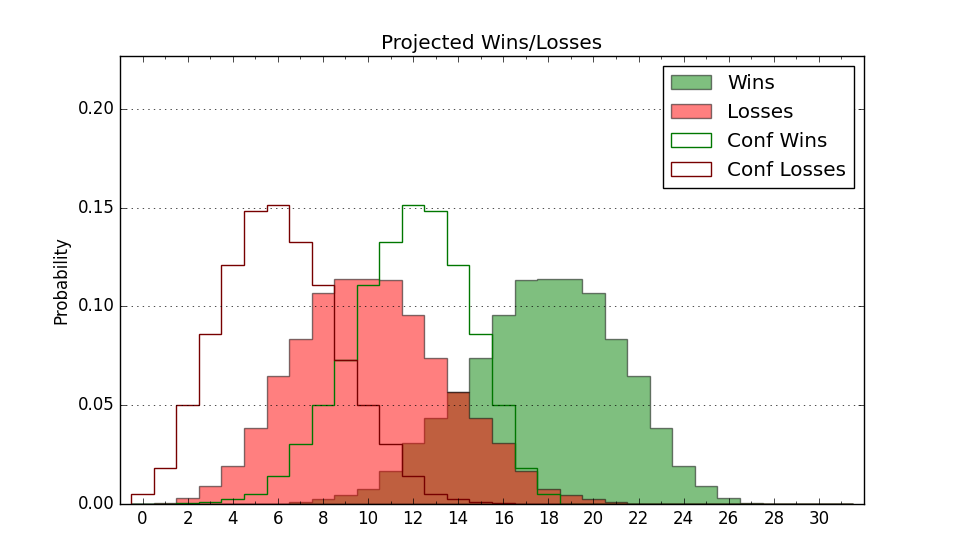 Projected Wins/Losses
Wins
Losses
Conf Wins
Conf Losses
Probability
0.20
0.15
0.10
0.05
0.00
0 2 4 6 8 10 12 14 16 18 20 22 24 26 28 30